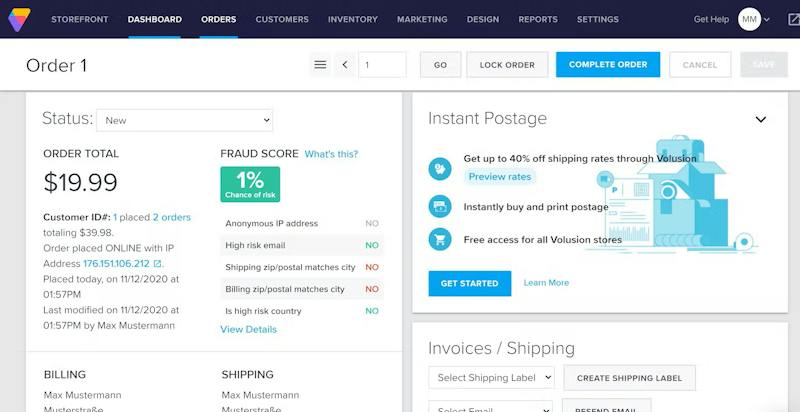 STOREFRONT DASHBOARD ORDERS CUSTOMERS INVENTORY MARKETING DESIGN REPORTS SETTINGS Get Help MM
Order 1
1 GO LOCK ORDER COMPLETE ORDER CANCEL SAVE
Status: New
ORDER TOTAL
$19.99
Customer ID#: 1 placed 2 orders
totaling $39.98.
Order placed ONLINE with IP
Address 176.151.106.212.
Placed today, on 11/12/2020 at
01:57PM
Last modified on 11/12/2020 at
01:57PM by Max Mustermann
FRAUD SCORE What's this?
1%
Chance of risk
Anonymous IP address NO
High risk email NO
Shipping zip/postal matches city NO
Billing zip/postal matches city NO
Is high risk country NO
View Details
BILLING
Max Mustermann
Musterstraße
SHIPPING
Max Mustermann
Musterstraße
Instant Postage
Get up to 40% off shipping rates through Volusion
Preview rates
Instantly buy and print postage
Free access for all Volusion stores
P
GET STARTED Learn More
Invoices / Shipping
Select Shipping Label CREATE SHIPPING LABEL
Select Email RESEND EMAIL